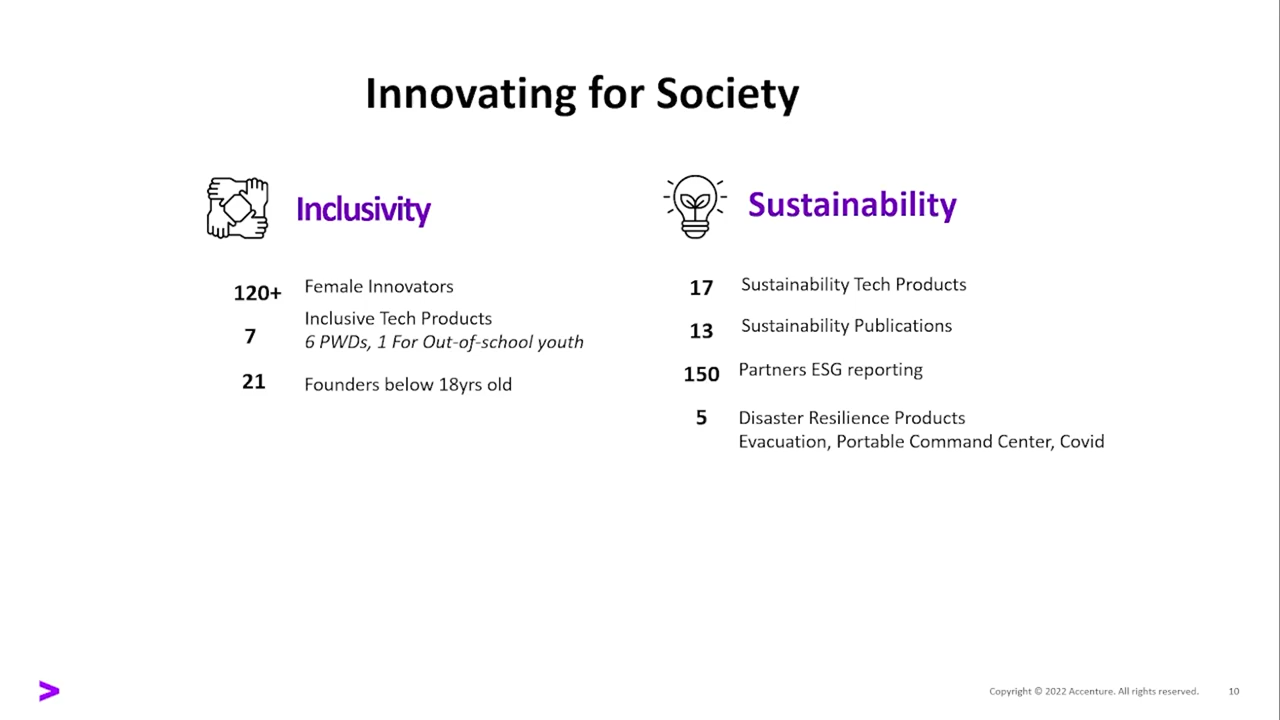 Innovating for Society
Inclusivity
120+ Female Innovators
7 Inclusive Tech Products
6 PWDs, 1 For Out-of-school youth
21 Founders below 18yrs old
Sustainability
17 Sustainability Tech Products
13 Sustainability Publications
150 Partners ESG reporting
5 Disaster Resilience Products
Evacuation, Portable Command Center, Covid
Copyright © 2022 Accenture. All rights reserved. 10